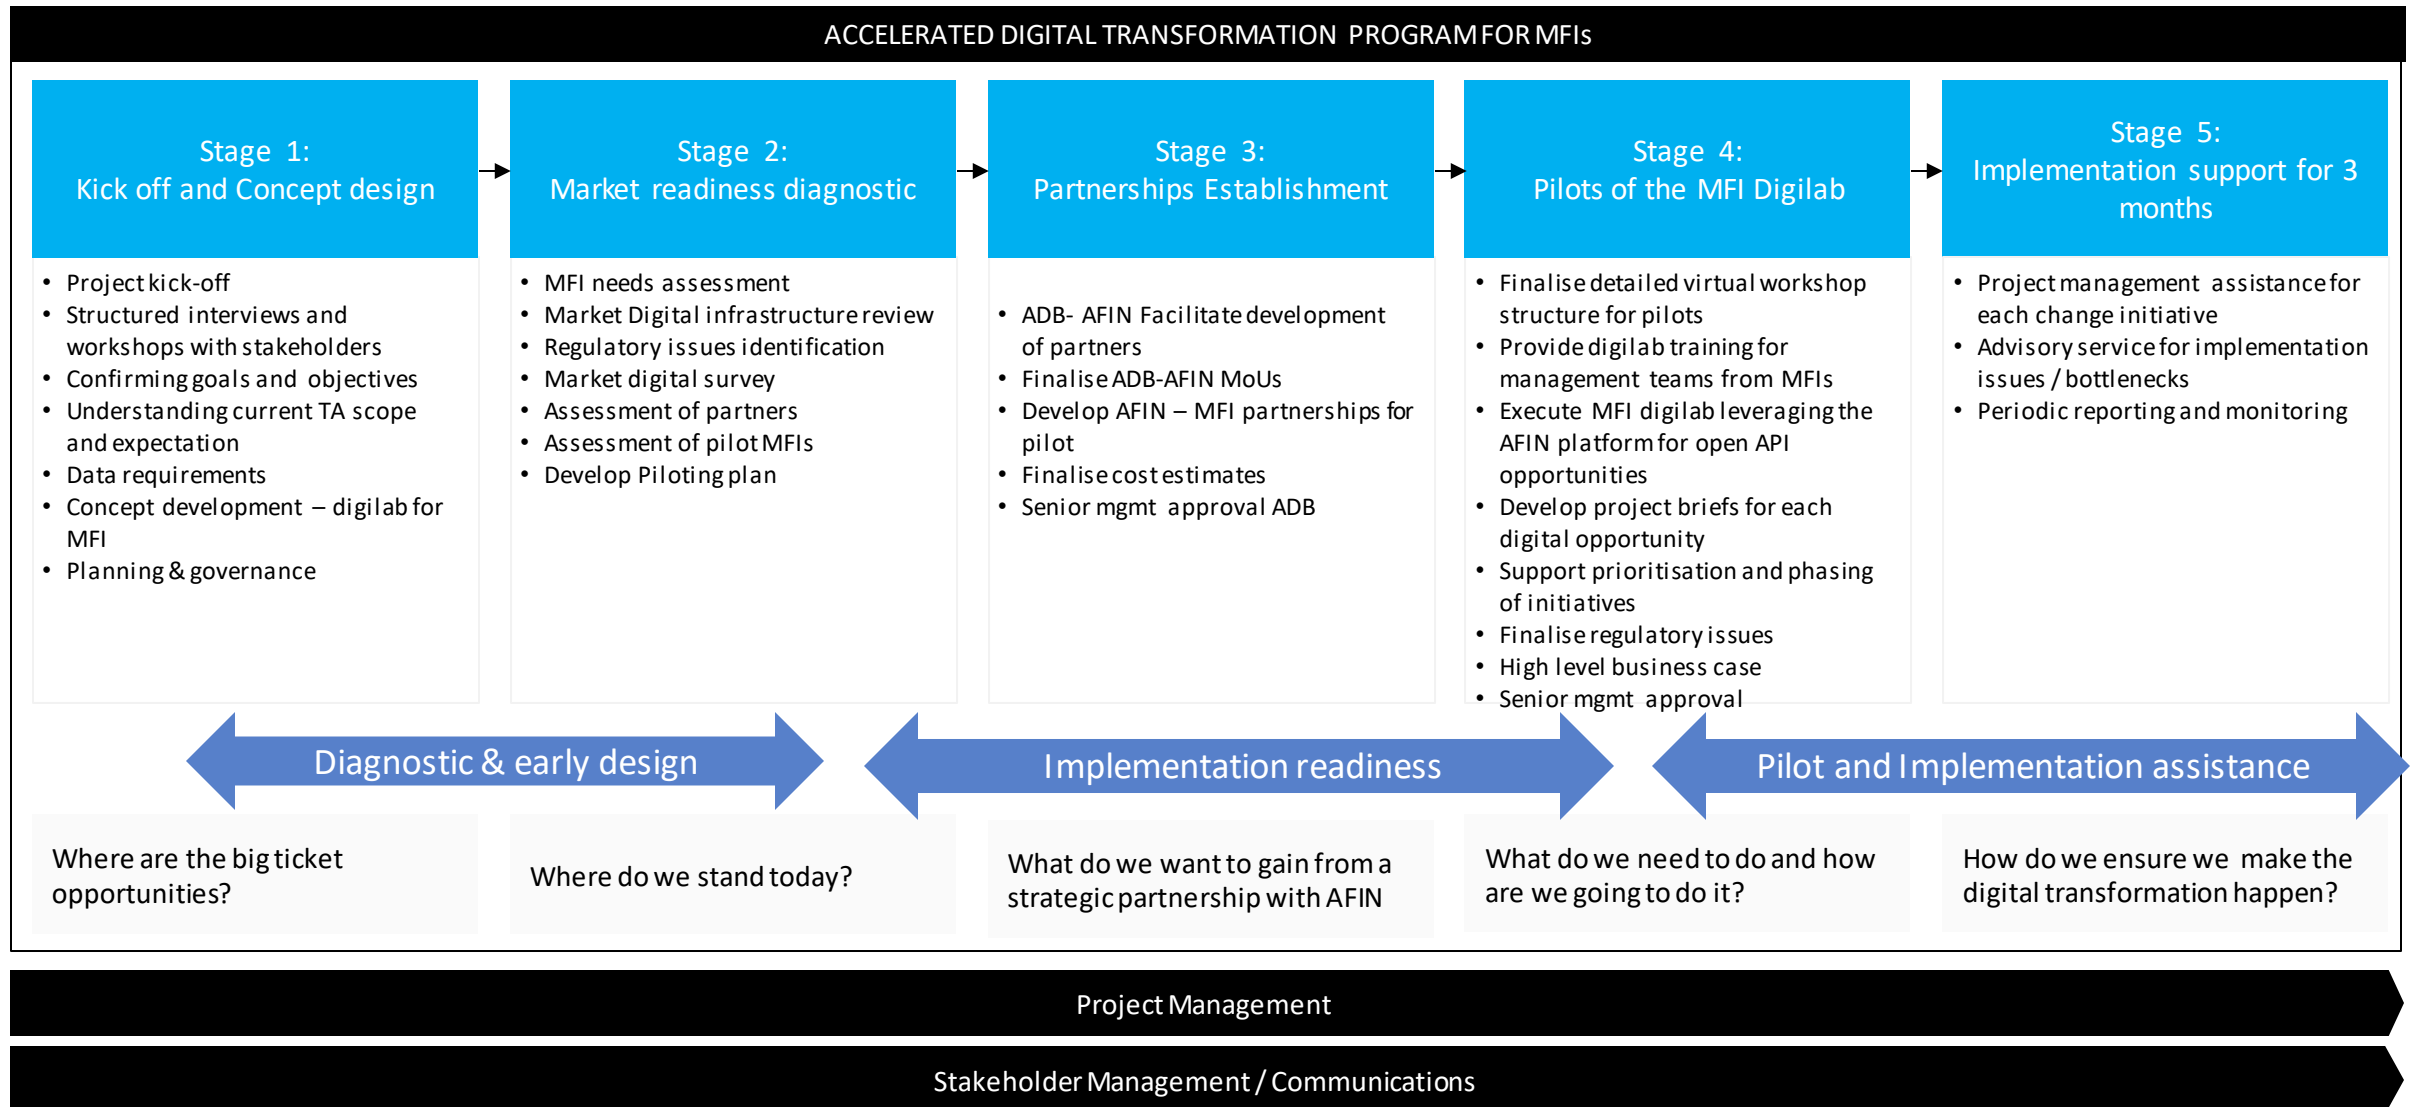 ACCELERATED DIGITAL TRANSFORMATION PROGRAM FOR MFIs
Stage 1:
Kick off and Concept design
• Project kick-off
• Structured interviews and
workshops with stakeholders
• Confirming goals and objectives
• Understanding current TA scope
and expectation
• Data requirements
• Concept development – digilab for
MFI
• Planning & governance
Stage 2:
Market readiness diagnostic
• MFI needs assessment
• Market Digital infrastructure review
• Regulatory issues identification
• Market digital survey
• Assessment of partners
• Assessment of pilot MFIs
• Develop Piloting plan
Stage 3:
Partnerships Establishment
• ADB- AFIN Facilitate development
of partners
• Finalise ADB-AFIN MoUs
• Develop AFIN – MFI partnerships for
pilot
• Finalise cost estimates
• Senior mgmt approval ADB
Stage 4:
Pilots of the MFI Digilab
• Finalise detailed virtual workshop
structure for pilots
• Provide digilab training for
management teams from MFIs
• Execute MFI digilab leveraging the
AFIN platform for open API
opportunities
• Develop project briefs for each
digital opportunity
• Support prioritisation and phasing
of initiatives
• Finalise regulatory issues
• High level business case
• Senior mgmt approval
Stage 5:
Implementation support for 3
months
• Project management assistance for
each change initiative
• Advisory service for implementation
issues / bottlenecks
• Periodic reporting and monitoring
Diagnostic & early design
Implementation readiness
Pilot and Implementation assistance
Where are the big ticket
opportunities?
Where do we stand today?
What do we want to gain from a
strategic partnership with AFIN
What do we need to do and how
are we going to do it?
How do we ensure we make the
digital transformation happen?
Project Management
Stakeholder Management / Communications